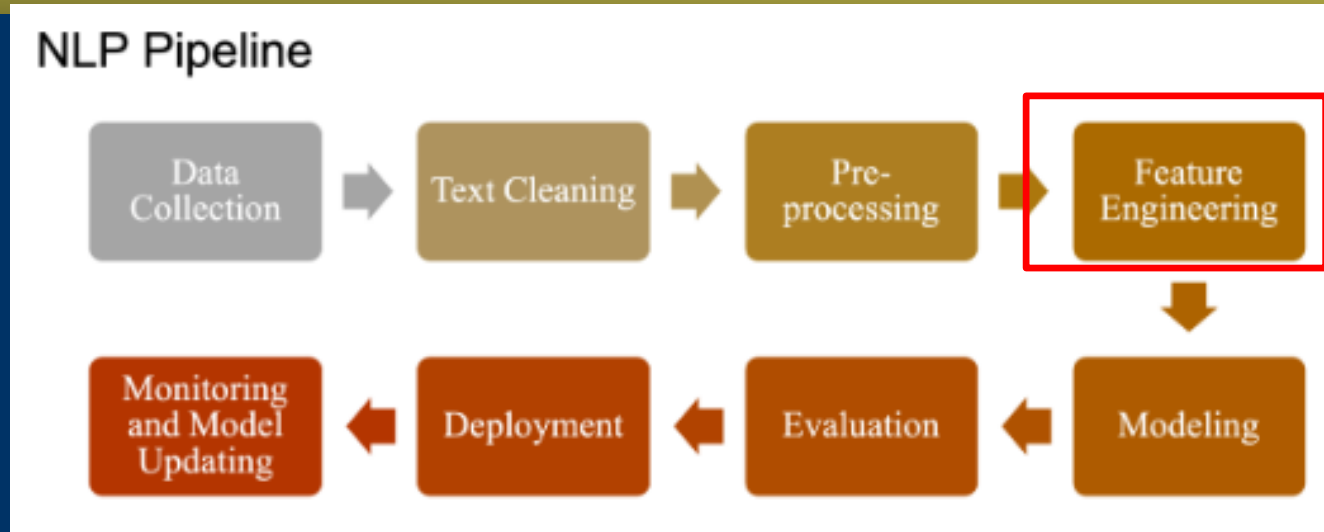 NLP Pipeline
Data
Collection
Text Cleaning
Pre-
processing
Feature
Engineering
Monitoring
and Model
Updating
Deployment
Evaluation
Modeling